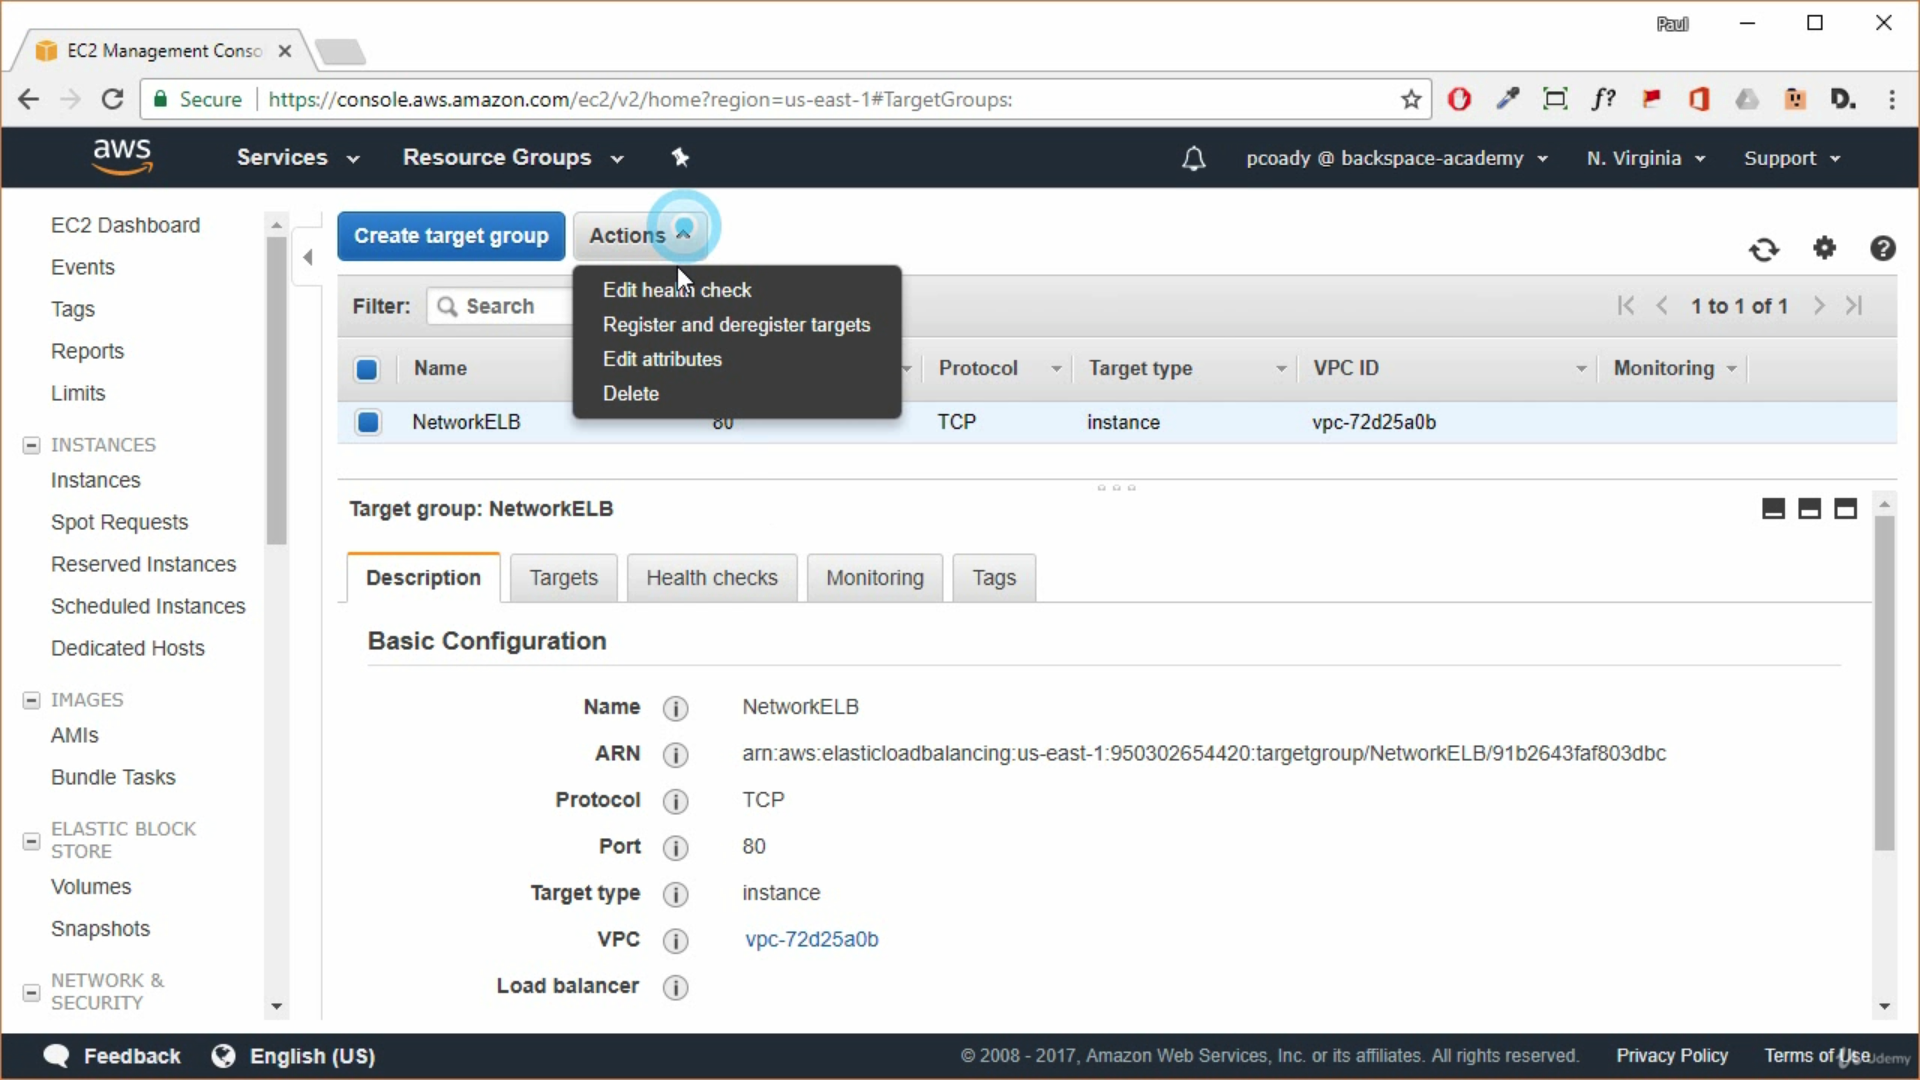 Paul
EC2 Management Conso
Secure https://console.aws.amazon.com/ec2/v2/home?region=us-east-1#TargetGroups:
f?
D.
aws Services Resource Groups pcoady @ backspace-academy N. Virginia Support
EC2 Dashboard
Events
Tags
Reports
Limits
INSTANCES
Instances
Spot Requests
Reserved Instances
Scheduled Instances
Dedicated Hosts
IMAGES
AMIs
Bundle Tasks
ELASTIC BLOCK
STORE
Volumes
Snapshots
NETWORK &
SECURITY
Create target group Actions
Edit health check
Register and deregister targets
Edit attributes
Delete
Filter: Search 1 to 1 of 1
Name Protocol Target type VPC ID Monitoring
NetworkELB 80 TCP instance vpc-72d25a0b
Target group: NetworkELB
Description Targets Health checks Monitoring Tags
Basic Configuration
Name NetworkELB
ARN arn:aws:elasticloadbalancing:us-east-1:950302654420:targetgroup/NetworkELB/91b2643faf803dbc
Protocol TCP
Port 80
Target type instance
VPC vpc-72d25a0b
Load balancer
Feedback English (US) © 2008 - 2017, Amazon Web Services, Inc. or its affiliates. All rights reserved. Privacy Policy Terms of Use
Udemy